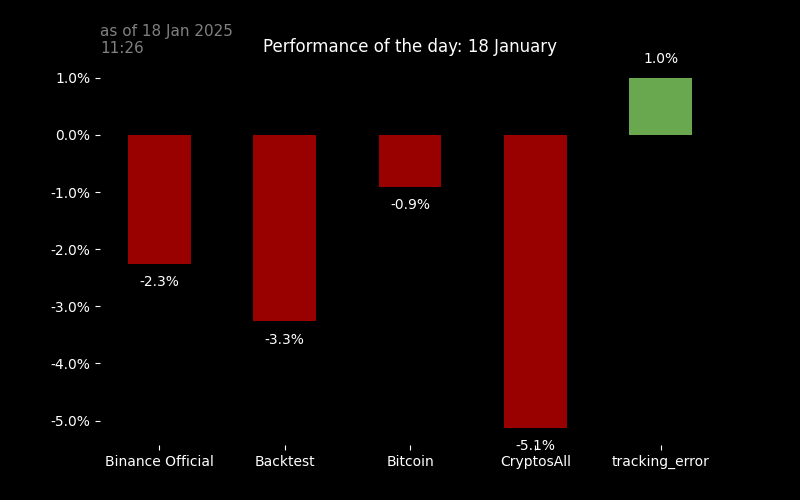 as of 18 Jan 2025
11:26
Performance of the day: 18 January
1.0%
1.0%
0.0%
-1.0%
-2.0%
-3.0%
-4.0%
-5.0%
-2.3%
-3.3%
-0.9%
-5.1%
Binance Official
Backtest
Bitcoin
CryptosAll
tracking_error